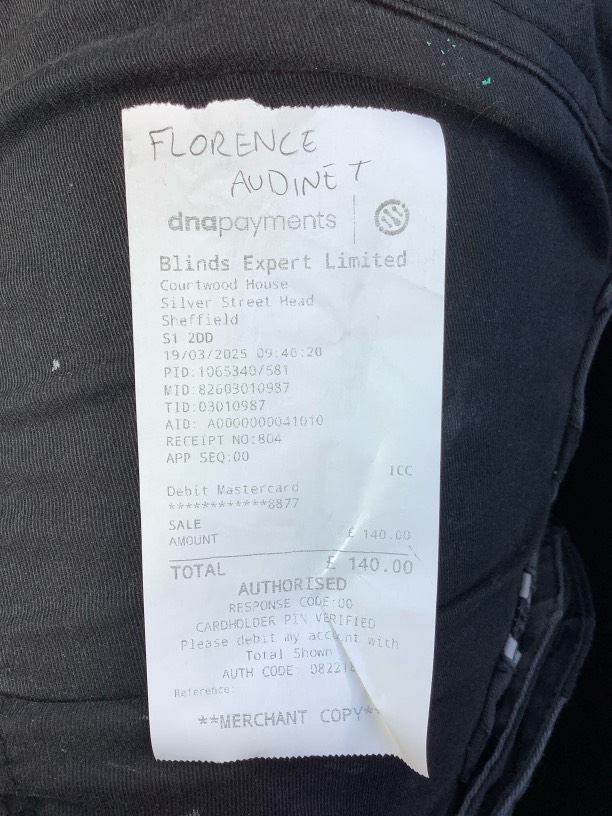 FLORENCE
AUDINET
dnapayments
Blinds Expert Limited
Courtwood House
Silver Street Head
Sheffield
S1 2DD
19/03/2025 09:46:20
PID:1065340/581
MID:82603010987
TID:03010987
AID: A0000000041010
RECEIPT NO:804
APP SEQ:00
ICC
Debit Mastercard
************8877
SALE
AMOUNT £ 140.00
TOTAL £ 140.00
AUTHORISED
RESPONSE CODE:00
CARDHOLDER PIN VERIFIED
Please debit my account with
Total Shown
AUTH CODE
Reference:
**MERCHANT COPY**